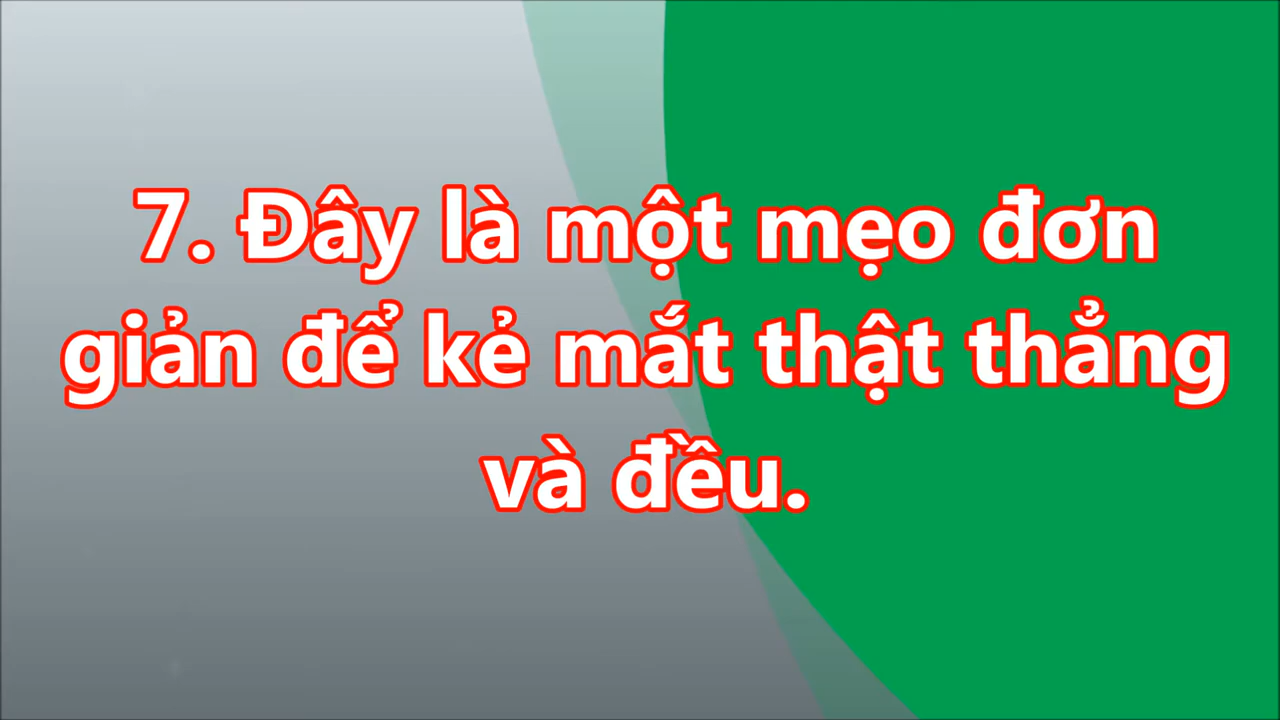 7. Đây là một mẹo đơn
giản để kẻ mắt thật thẳng
và đều.